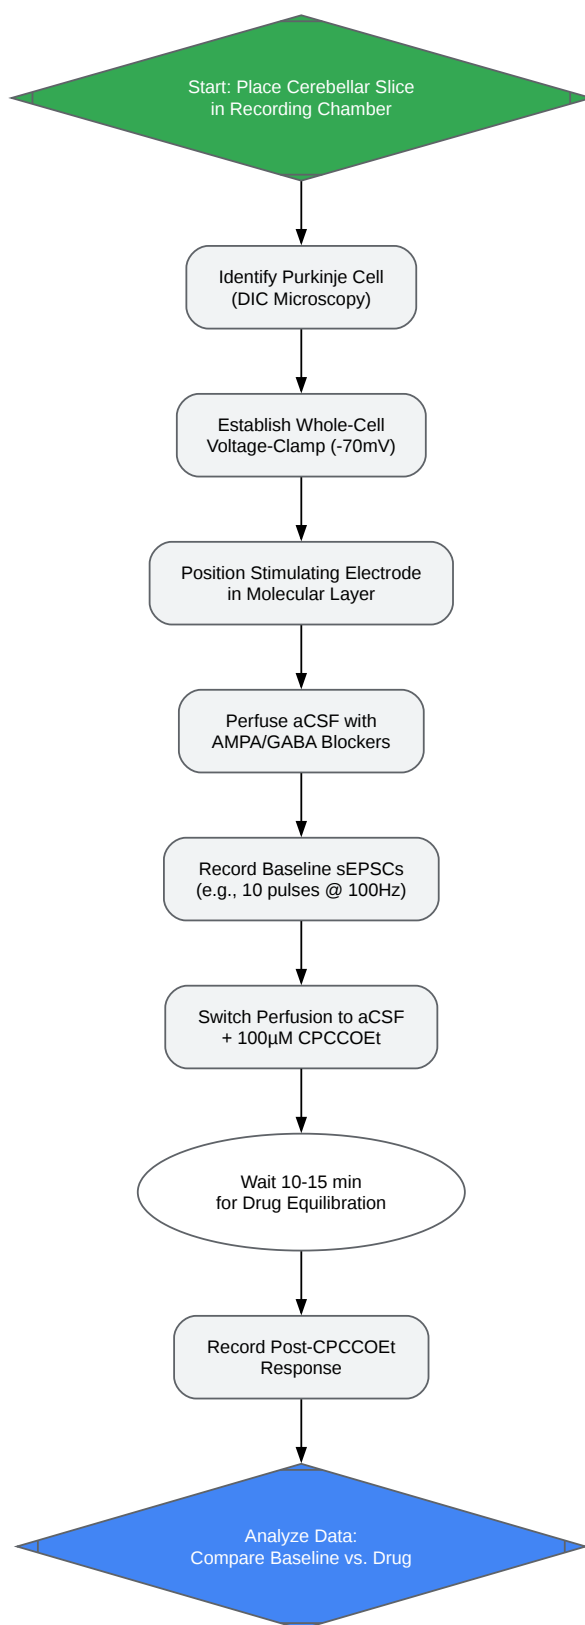 Start: Place Cerebellar Slice
in Recording Chamber
Identify Purkinje Cell
(DIC Microscopy)
Establish Whole-Cell
Voltage-Clamp (-70mV)
Position Stimulating Electrode
in Molecular Layer
Perfuse aCSF with
AMPA/GABA Blockers
Record Baseline sEPSCs
(e.g., 10 pulses @ 100Hz)
Switch Perfusion to aCSF
+ 100µM CPCCOEt
Wait 10-15 min
for Drug Equilibration
Record Post-CPCCOEt
Response
Analyze Data:
Compare Baseline vs. Drug